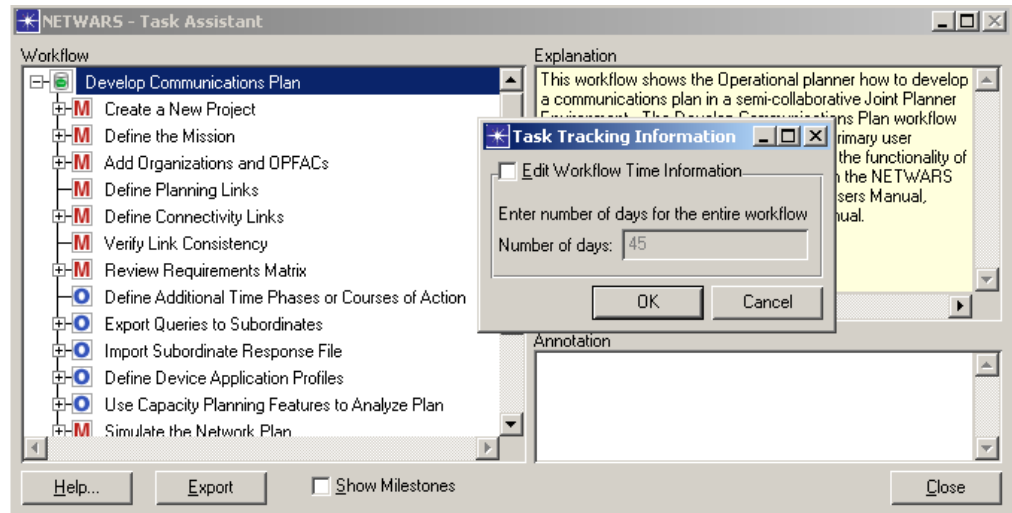 NETWARS - Task Assistant
Workflow
Develop Communications Plan
M Create a New Project
M Define the Mission
M Add Organizations and OPFACs
M Define Planning Links
M Define Connectivity Links
M Verify Link Consistency
M Review Requirements Matrix
O Define Additional Time Phases or Courses of Action
O Export Queries to Subordinates
O Import Subordinate Response File
O Define Device Application Profiles
O Use Capacity Planning Features to Analyze Plan
M Simulate the Network Plan
Explanation
This workflow shows the Operational planner how to develop
a communications plan in a semi-collaborative Joint Planner
Plan workflow
rimary user
the functionality of
the NETWARS
sers Manual,
ual.
Task Tracking Information
Edit Workflow Time Information
Enter number of days for the entire workflow
Number of days: 45
OK Cancel
Annotation
Help... Export Show Milestones Close